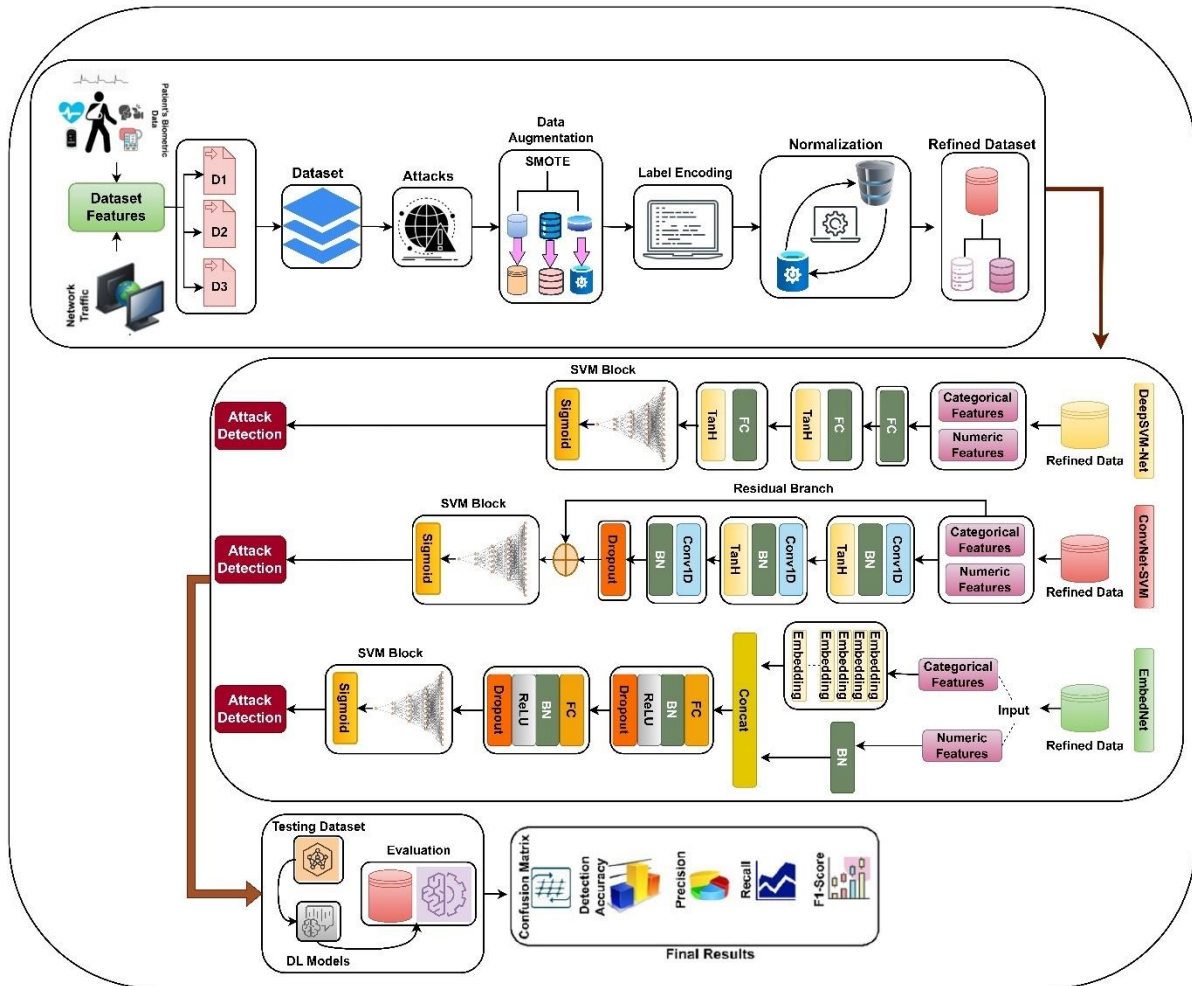 Patient's Biometric
Data
Dataset
Features
Network
Traffic
D1
D2
D3
Dataset
Attacks
Data
Augmentation
SMOTE
Label Encoding
Normalization
Refined Dataset
DeepSVM-Net
Refined Data
Categorical
Features
Numeric
Features
FC
FC
TanH
FC
TanH
SVM Block
Sigmoid
Attack
Detection
ConvNet-SVM
Refined Data
Categorical
Features
Numeric
Features
Residual Branch
Conv1D
BN
TanH
Conv1D
BN
TanH
Conv1D
BN
Dropout
SVM Block
Sigmoid
Attack
Detection
EmbedNet
Refined Data
Input
Categorical
Features
Numeric
Features
Embedding
Embedding
Embedding
Embedding
Embedding
BN
Concat
FC
BN
ReLU
Dropout
FC
BN
ReLU
Dropout
SVM Block
Sigmoid
Attack
Detection
Testing Dataset
Evaluation
DL Models
Confusion Matrix
Detection
Accuracy
Precision
Recall
F1-Score
Final Results